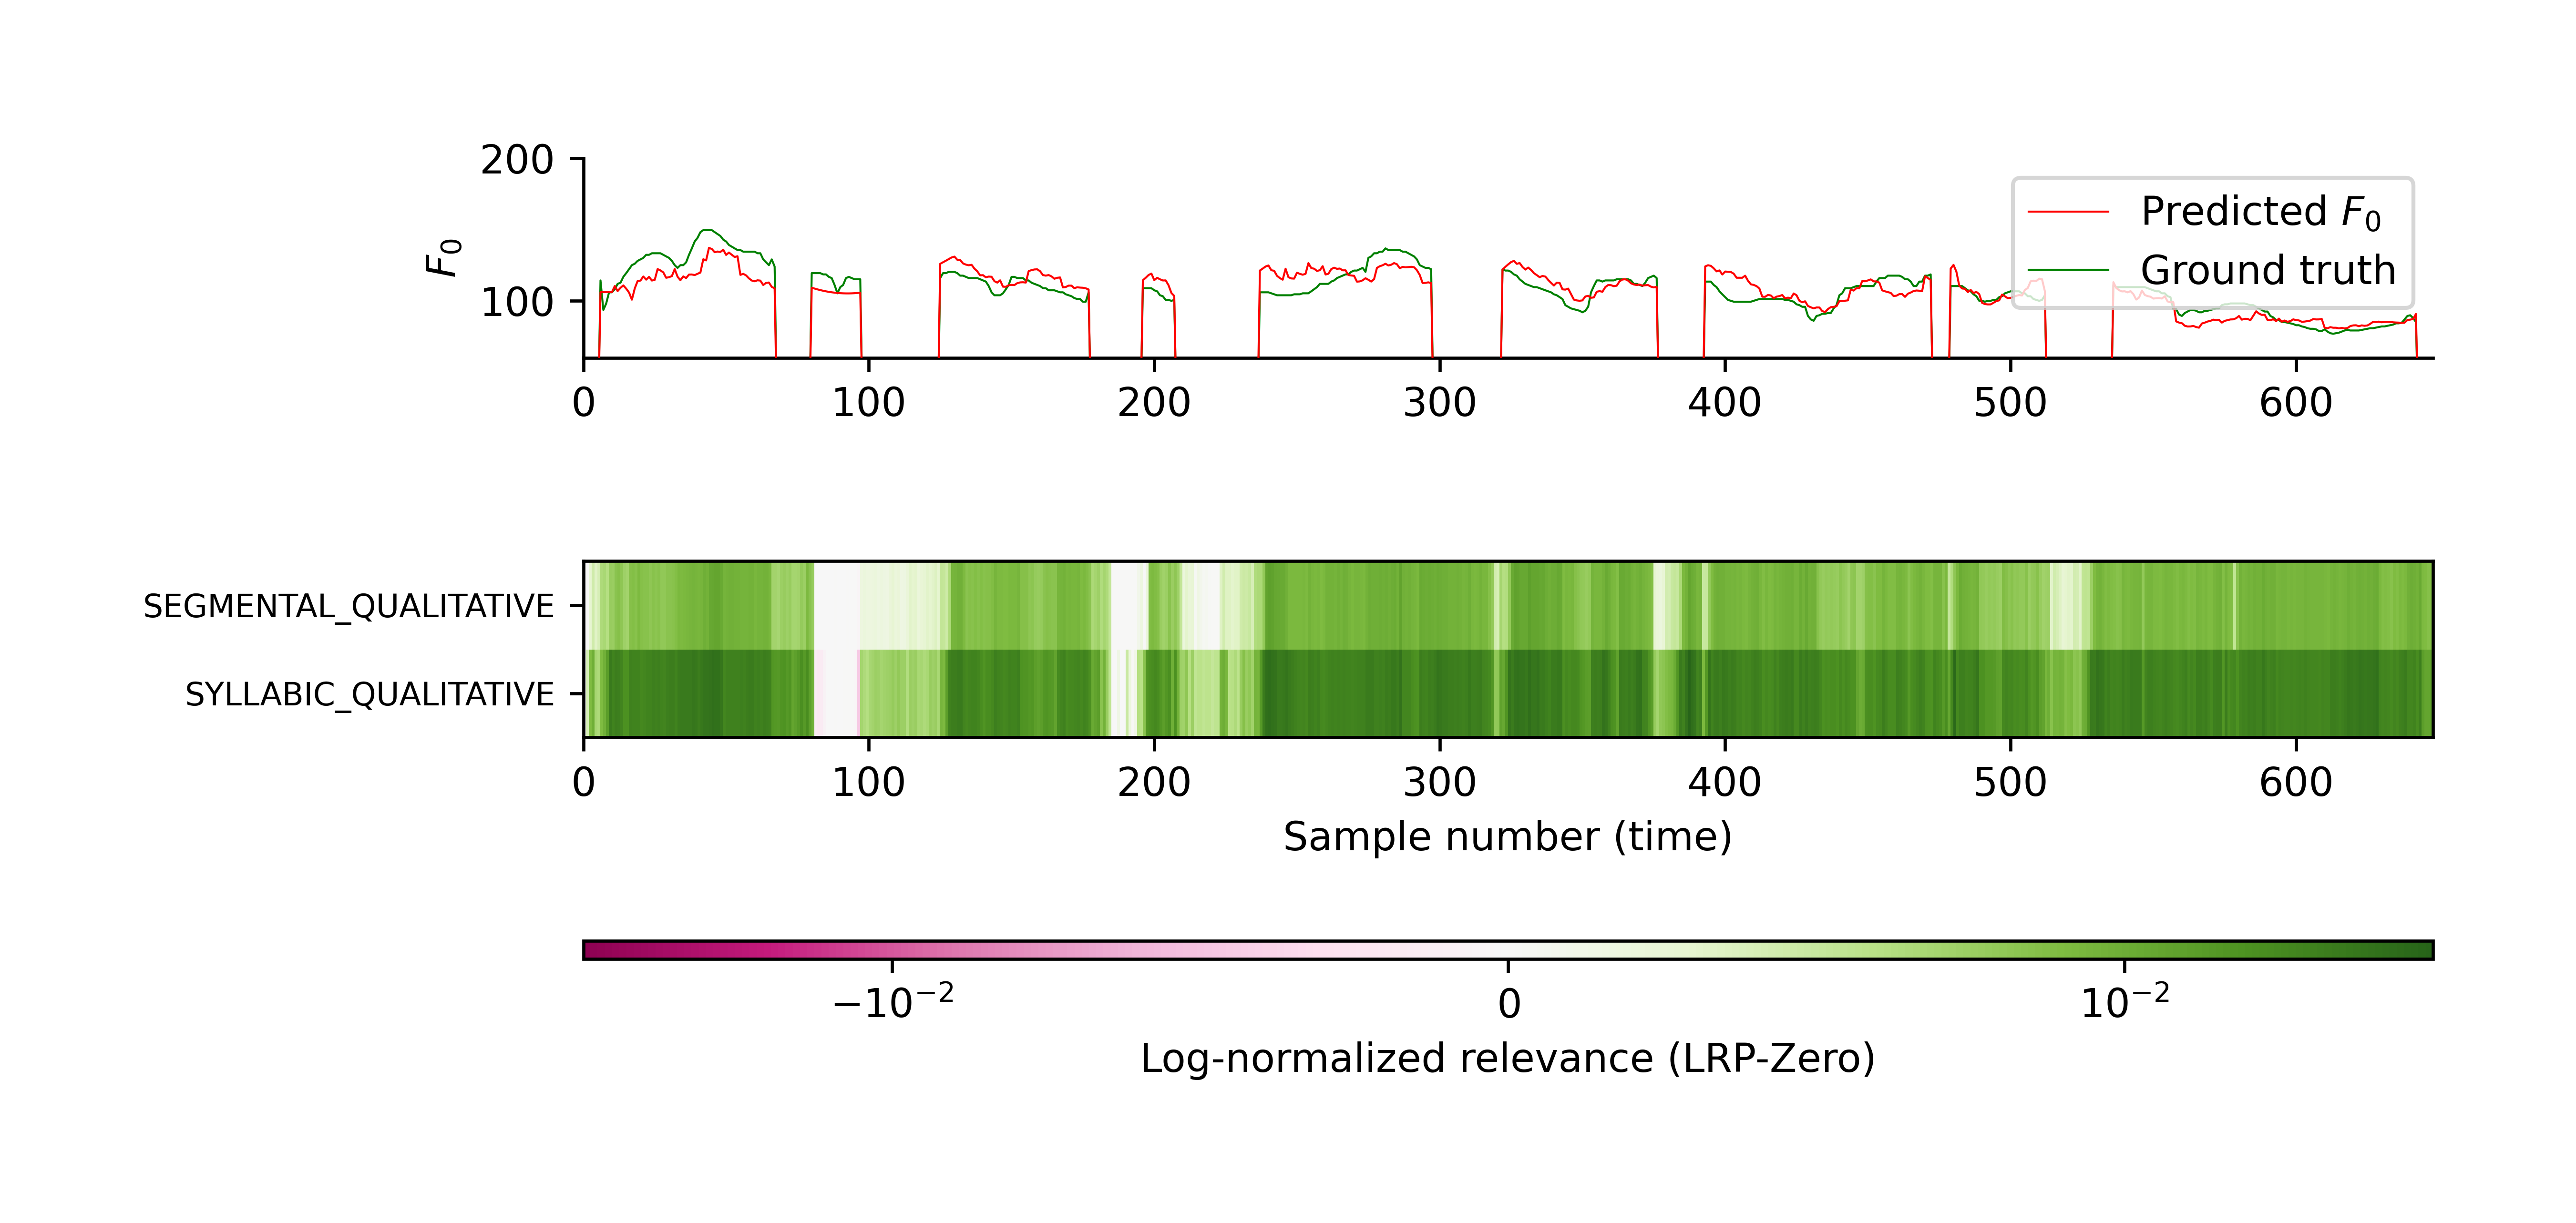 200
100
F₀
Predicted F₀
Ground truth
0 100 200 300 400 500 600
SEGMENTAL_QUALITATIVE
SYLLABIC_QUALITATIVE
0 100 200 300 400 500 600
Sample number (time)
−10⁻² 0 10⁻²
Log-normalized relevance (LRP-Zero)